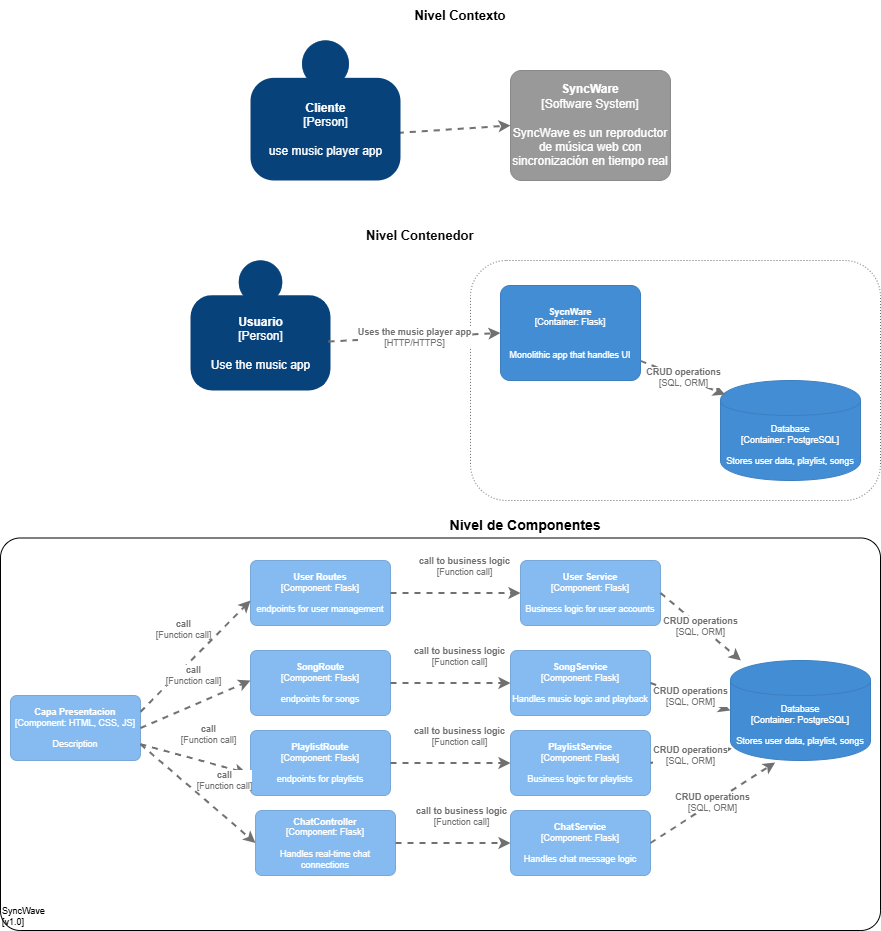 Nivel Contexto
Cliente
[Person]
use music player app
SyncWare
[Software System]
SyncWave es un reproductor
de música web con
sincronización en tiempo real
Nivel Contenedor
Usuario
[Person]
Use the music app
Uses the music player app
[HTTP/HTTPS]
SycnWare
[Container: Flask]
Monolithic app that handles UI
CRUD operations
[SQL, ORM]
Database
[Container: PostgreSQL]
Stores user data, playlist, songs
Nivel de Componentes
Capa Presentacion
[Component: HTML, CSS, JS]
Description
call
[Function call]
call
[Function call]
call
[Function call]
call
[Function call]
User Routes
[Component: Flask]
endpoints for user management
call to business logic
[Function call]
User Service
[Component: Flask]
Business logic for user accounts
CRUD operations
[SQL, ORM]
SongRoute
[Component: Flask]
endpoints for songs
call to business logic
[Function call]
SongService
[Component: Flask]
Handles music logic and playback
CRUD operations
[SQL, ORM]
PlaylistRoute
[Component: Flask]
endpoints for playlists
call to business logic
[Function call]
PlaylistService
[Component: Flask]
Business logic for playlists
CRUD operations
[SQL, ORM]
ChatController
[Component: Flask]
Handles real-time chat
connections
call to business logic
[Function call]
ChatService
[Component: Flask]
Handles chat message logic
CRUD operations
[SQL, ORM]
Database
[Container: PostgreSQL]
Stores user data, playlist, songs
SyncWave
[v1.0]